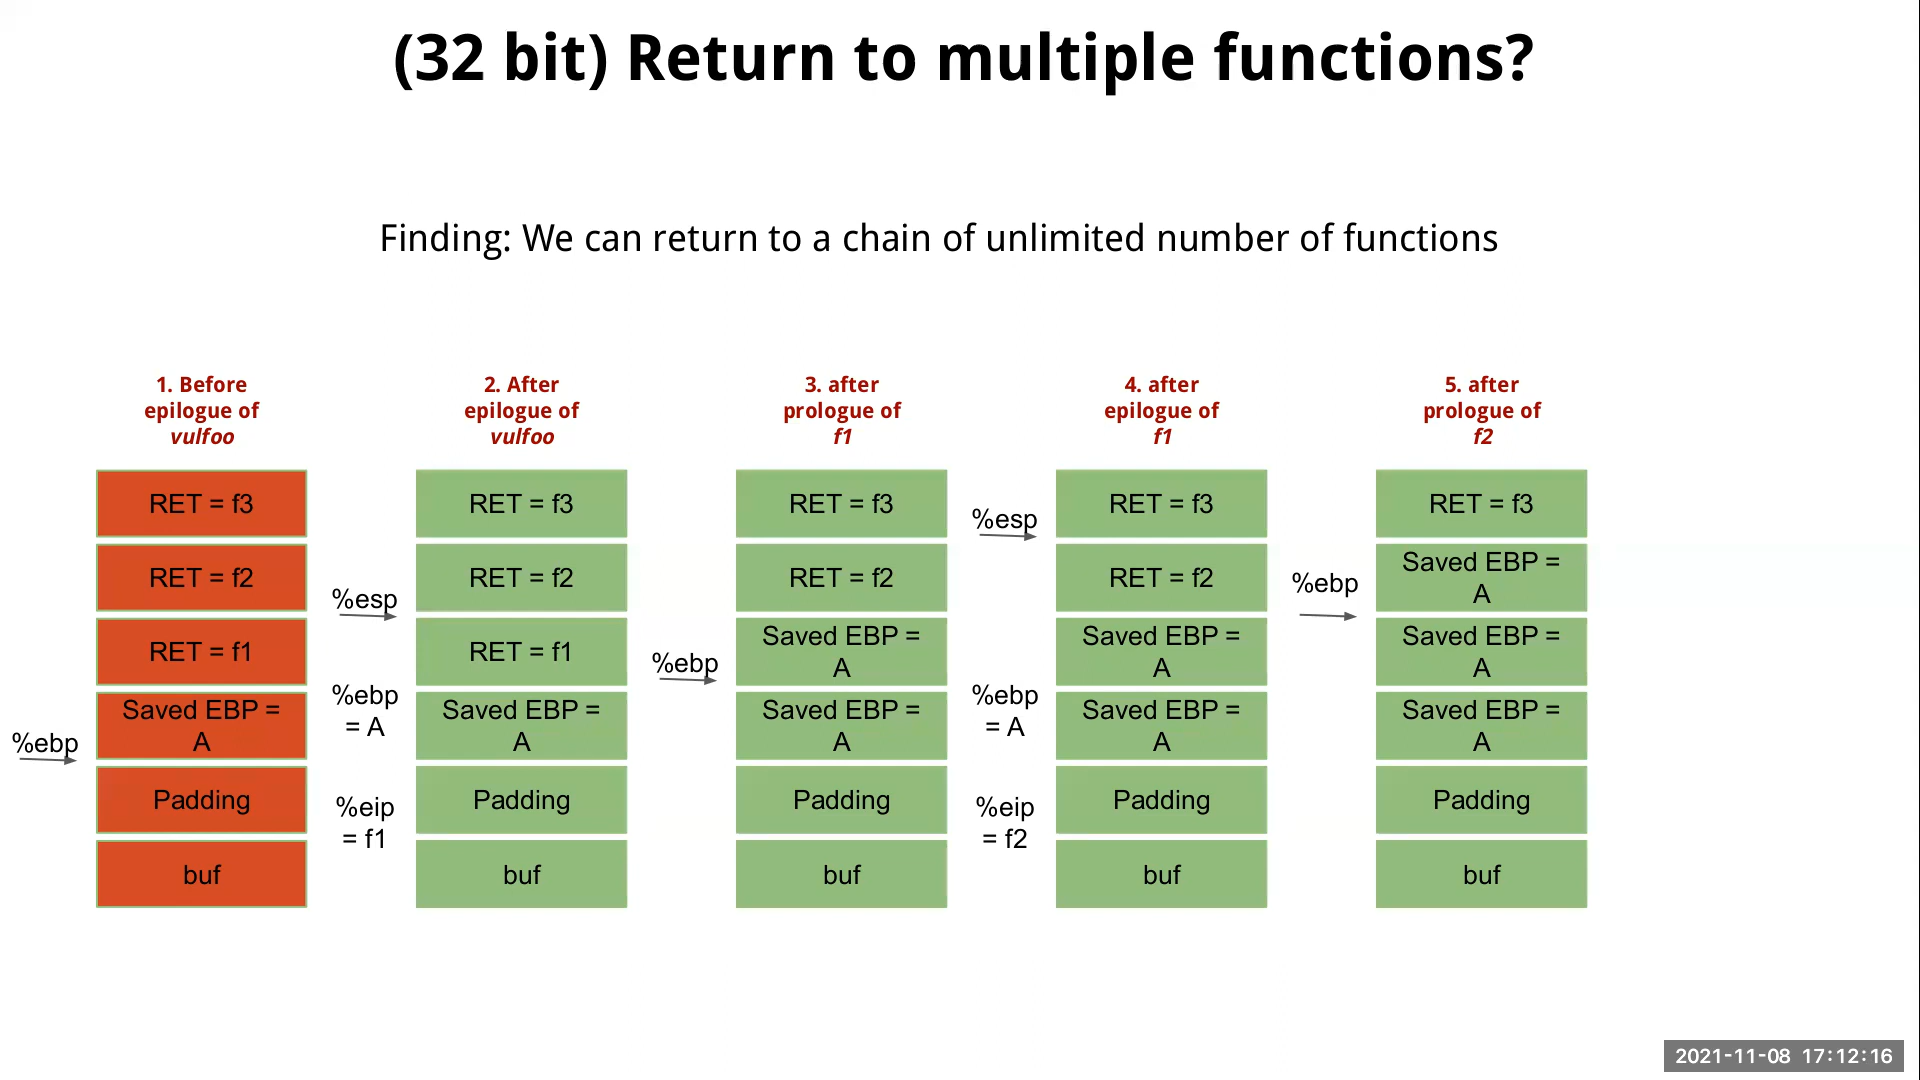 (32 bit) Return to multiple functions?
Finding: We can return to a chain of unlimited number of functions
1. Before
epilogue of
vulfoo
RET = f3
RET = f2
RET = f1
Saved EBP =
A
Padding
buf
%ebp
2. After
epilogue of
vulfoo
%esp
%ebp
= A
%eip
= f1
RET = f3
RET = f2
RET = f1
Saved EBP =
A
Padding
buf
3. after
prologue of
f1
%ebp
RET = f3
RET = f2
Saved EBP =
A
Saved EBP =
A
Padding
buf
4. after
epilogue of
f1
%esp
%ebp
= A
%eip
= f2
RET = f3
RET = f2
Saved EBP =
A
Saved EBP =
A
Padding
buf
5. after
prologue of
f2
%ebp
RET = f3
Saved EBP =
A
Saved EBP =
A
Saved EBP =
A
Padding
buf
2021-11-08 17:12:16